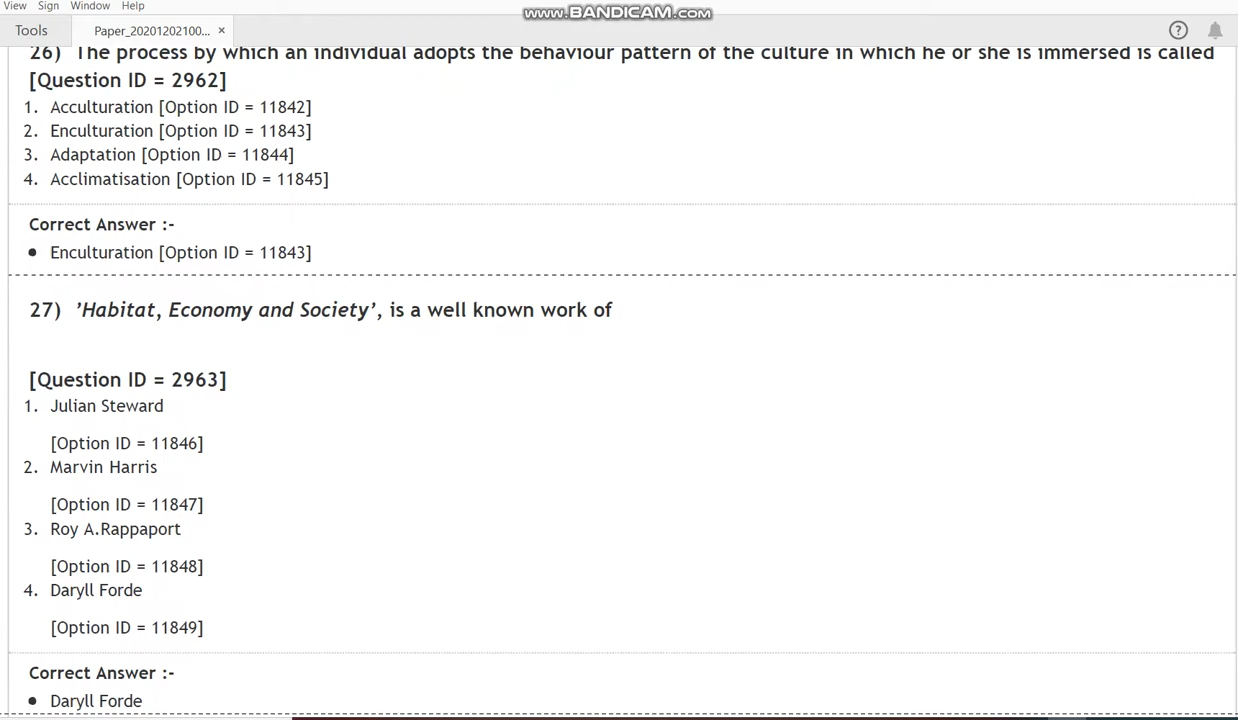 View Sign Window Help
www.BANDICAM.com
Tools Paper_20201202100... ×
26) The process by which an individual adopts the behaviour pattern of the culture in which he or she is immersed is called
[Question ID = 2962]
1. Acculturation [Option ID = 11842]
2. Enculturation [Option ID = 11843]
3. Adaptation [Option ID = 11844]
4. Acclimatisation [Option ID = 11845]
Correct Answer :-
• Enculturation [Option ID = 11843]
27) ’Habitat, Economy and Society’, is a well known work of
[Question ID = 2963]
1. Julian Steward
[Option ID = 11846]
2. Marvin Harris
[Option ID = 11847]
3. Roy A.Rappaport
[Option ID = 11848]
4. Daryll Forde
[Option ID = 11849]
Correct Answer :-
• Daryll Forde